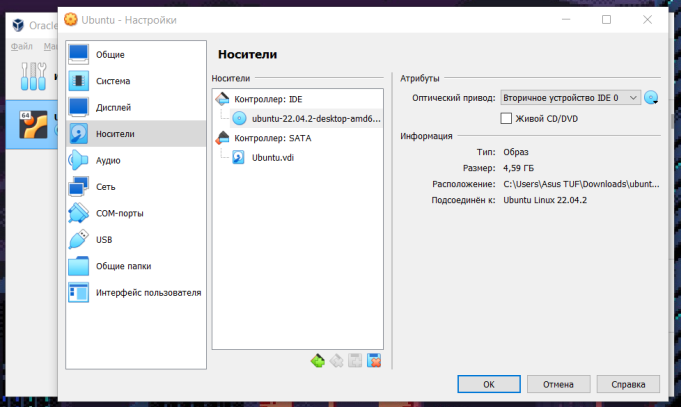 Oracle
Ubuntu - Настройки
Файл
64
Общие
Система
Дисплей
Носители
Аудио
Сеть
COM-порты
USB
Общие папки
Интерфейс пользователя
Носители
Носители
Контроллер: IDE
ubuntu-22.04.2-desktop-amd6...
Контроллер: SATA
Ubuntu.vdi
Атрибуты
Оптический привод: Вторичное устройство IDE 0
Живой CD/DVD
Информация
Тип: Образ
Размер: 4,59 ГБ
Расположение: C:\Users\Asus TUF\Downloads\ubunt...
Подсоединён к: Ubuntu Linux 22.04.2
OK
Отмена
Справка